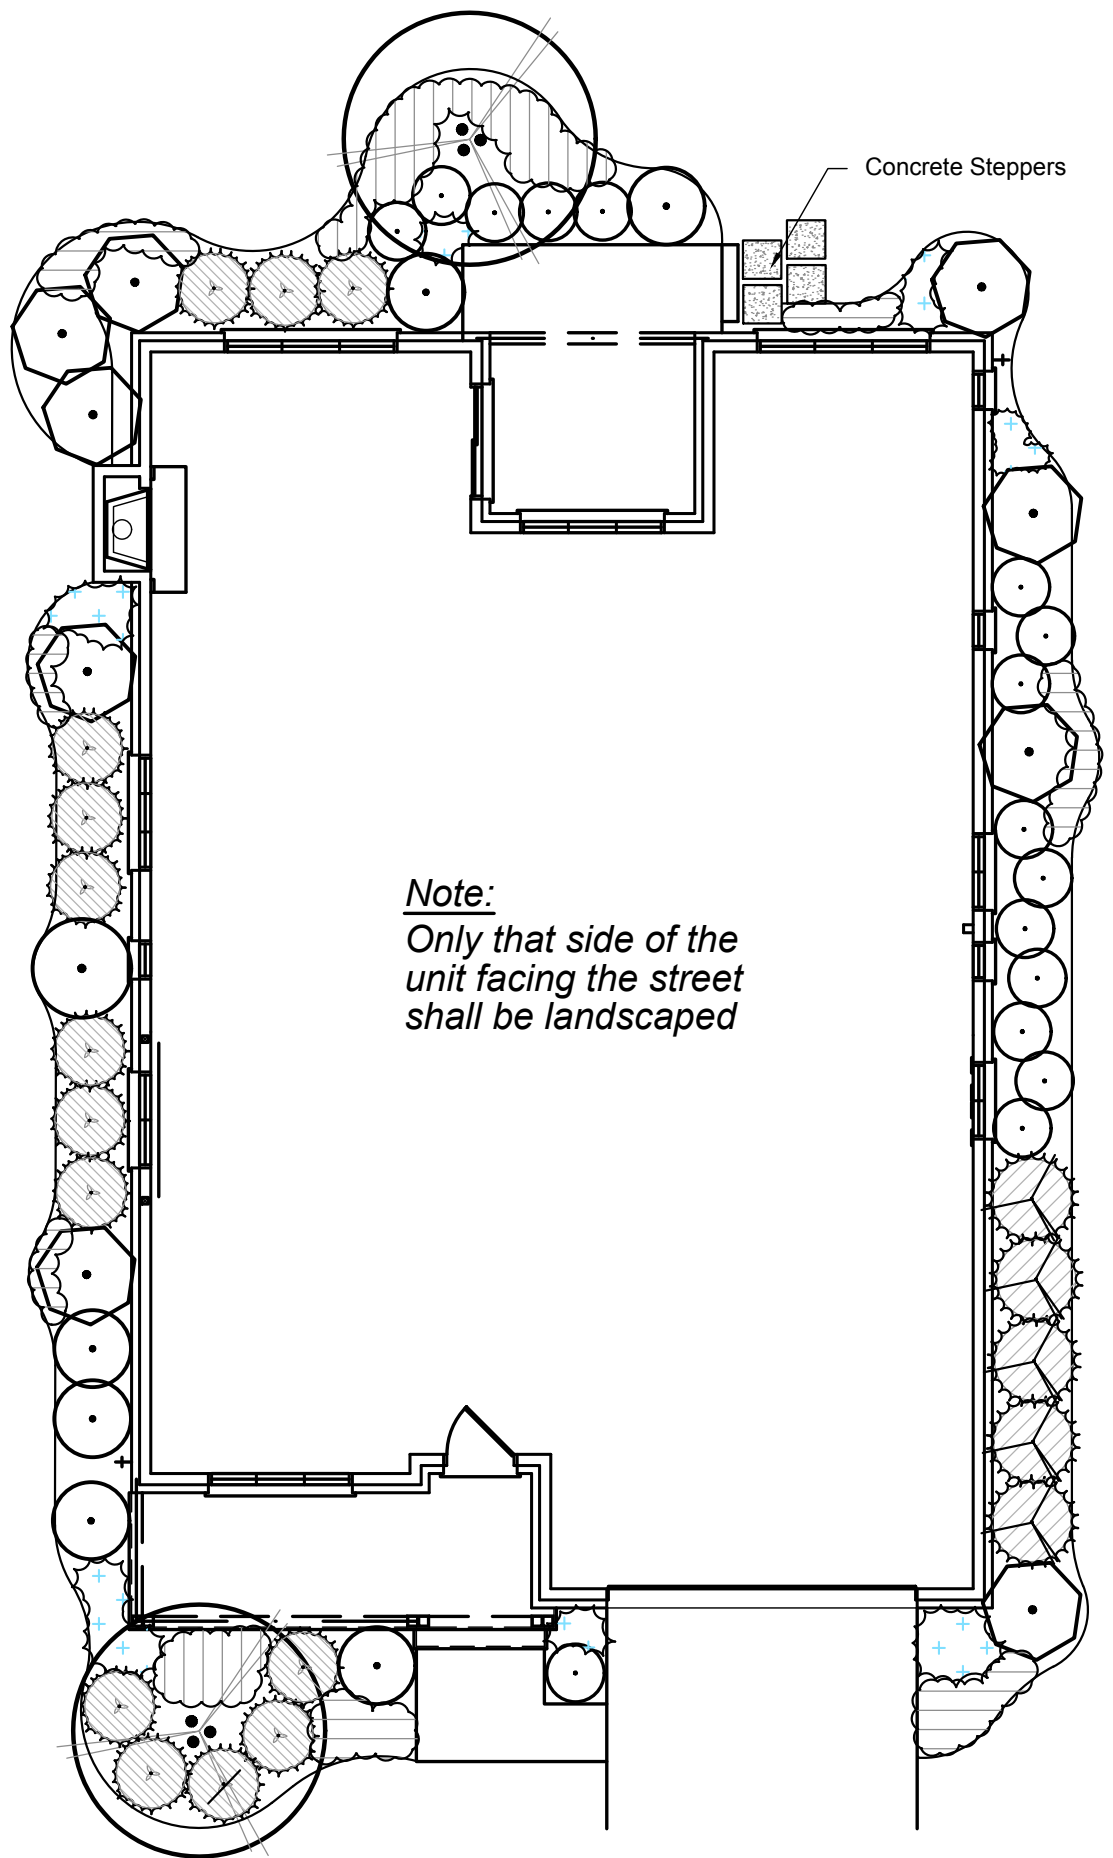 Concrete Steppers
Note:
Only that side of the
unit facing the street
shall be landscaped